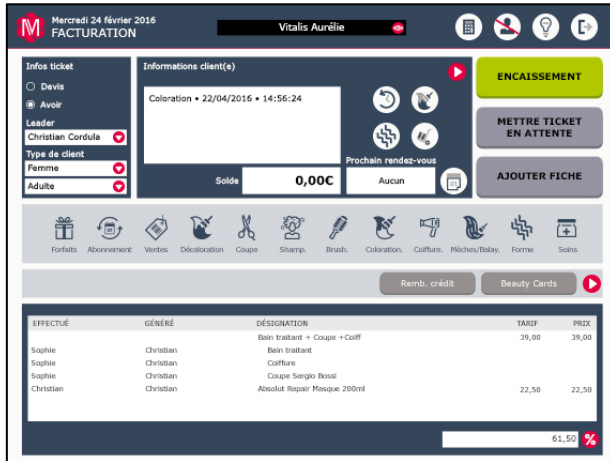 M
Mercredi 24 février 2016
FACTURATION
Vitalis Aurélie
Infos ticket
Devis
Avoir
Leader
Christian Cordula
Type de client
Femme
Adulte
Informations client(e)
Coloration • 22/04/2016 • 14:56:24
Solde 0,00€
Prochain rendez-vous
Aucun
ENCAISSEMENT
METTRE TICKET
EN ATTENTE
AJOUTER FICHE
Forfaits Abonnement Ventes Décoloration Coupe Shamp. Brush. Coloration. Coiffure. Mèches/Balay. Forme Soins
Remb. crédit Beauty Cards
EFFECTUÉ GÉNÉRÉ DÉSIGNATION TARIF PRIX
Bain traitant + Coupe +Coiff 39,00 39,00
Sophie Christian Bain traitant
Sophie Christian Coiffure
Sophie Christian Coupe Sergio Bossi
Christian Christian Absolut Repair Masque 200ml 22,50 22,50
61,50 %